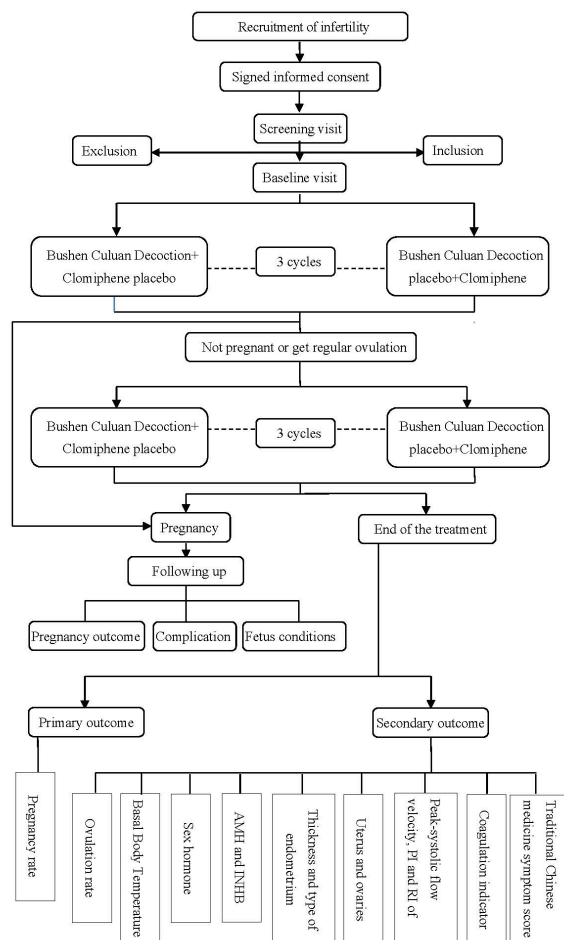 Recruitment of infertility
Signed informed consent
Screening visit
Exclusion
Inclusion
Baseline visit
Bushen Culuan Decoction+
Clomiphene placebo
3 cycles
Bushen Culuan Decoction
placebo+Clomiphene
Not pregnant or get regular ovulation
Bushen Culuan Decoction+
Clomiphene placebo
3 cycles
Bushen Culuan Decoction
placebo+Clomiphene
Pregnancy
End of the treatment
Following up
Pregnancy outcome
Complication
Fetus conditions
Primary outcome
Secondary outcome
Pregnancy rate
Ovulation rate
Basal Body Temperature
Sex hormone
AMH and INHB
Thickness and type of
endometrium
Uterus and ovaries
Peak-systolic flow
velocity, PI and RI of
Coagulation indicator
Traditional Chinese
medicine symptom score